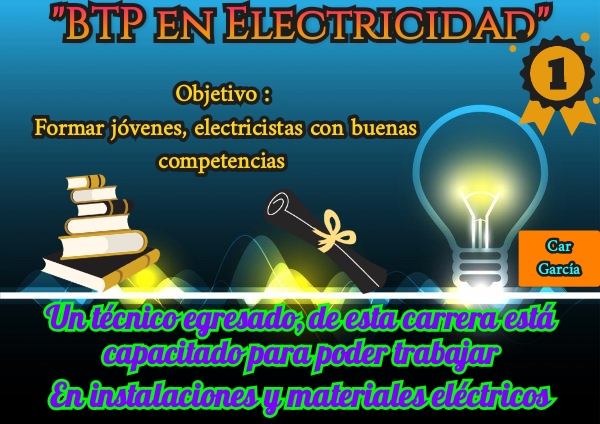 "BTP en Electricidad"
1
Objetivo :
Formar jóvenes, electricistas con buenas
competencias
Car
García
Un técnico egresado, de esta carrera está
capacitado para poder trabajar
En instalaciones y materiales eléctricos